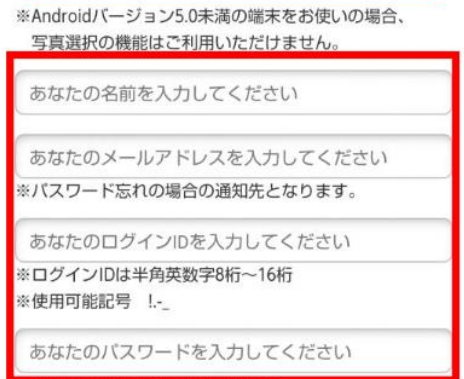 ※Androidバージョン5.0未満の端末をお使いの場合、
写真選択の機能はご利用いただけません。
あなたの名前を入力してください
あなたのメールアドレスを入力してください
※パスワード忘れの場合の通知先となります。
あなたのログインIDを入力してください
※ログインIDは半角英数字8桁～16桁
※使用可能記号　!.-_
あなたのパスワードを入力してください